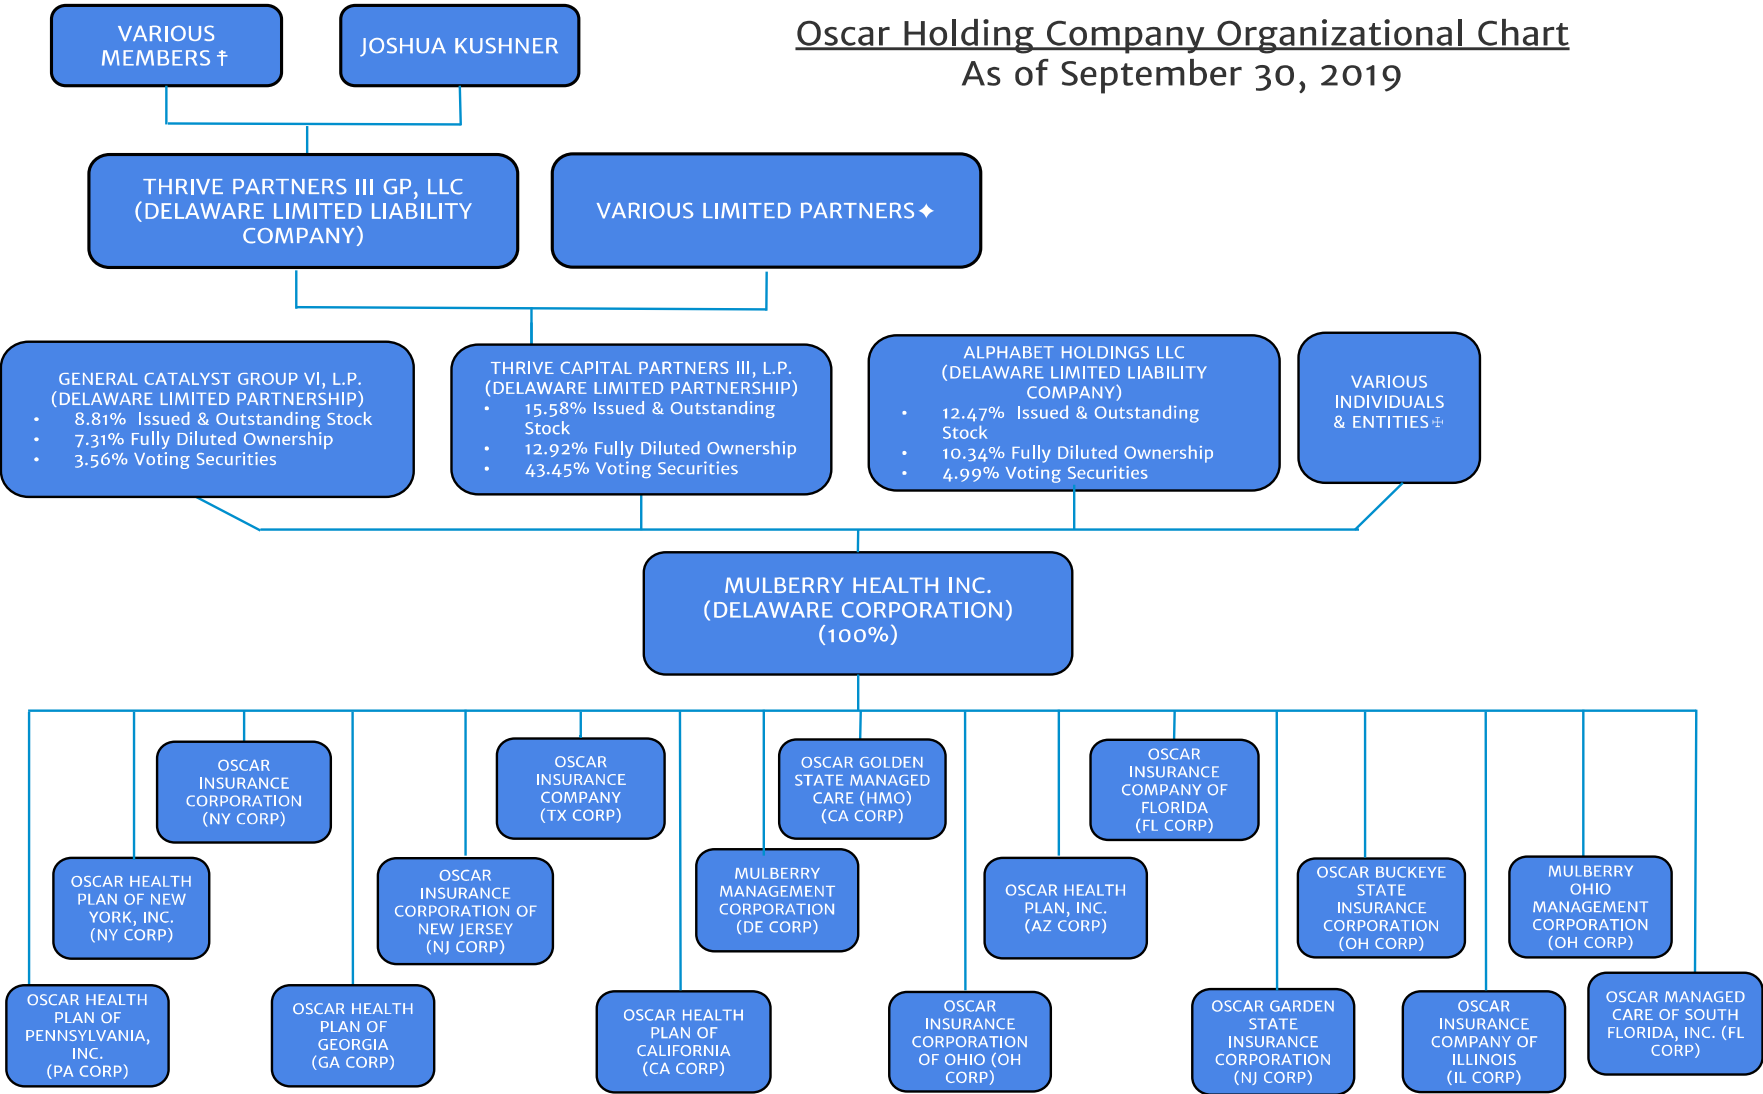 Oscar Holding Company Organizational Chart
As of September 30, 2019
VARIOUS
MEMBERS☨
JOSHUA KUSHNER
THRIVE PARTNERS III GP, LLC
(DELAWARE LIMITED LIABILITY
COMPANY)
VARIOUS LIMITED PARTNERS✦
GENERAL CATALYST GROUP VI, L.P.
(DELAWARE LIMITED PARTNERSHIP)
• 8.81% Issued & Outstanding Stock
• 7.31% Fully Diluted Ownership
• 3.56% Voting Securities
THRIVE CAPITAL PARTNERS III, L.P.
(DELAWARE LIMITED PARTNERSHIP)
• 15.58% Issued & Outstanding
Stock
• 12.92% Fully Diluted Ownership
• 43.45% Voting Securities
ALPHABET HOLDINGS LLC
(DELAWARE LIMITED LIABILITY
COMPANY)
• 12.47% Issued & Outstanding
Stock
• 10.34% Fully Diluted Ownership
• 4.99% Voting Securities
VARIOUS
INDIVIDUALS
& ENTITIES☩
MULBERRY HEALTH INC.
(DELAWARE CORPORATION)
(100%)
OSCAR
INSURANCE
CORPORATION
(NY CORP)
OSCAR
INSURANCE
COMPANY
(TX CORP)
OSCAR GOLDEN
STATE MANAGED
CARE (HMO)
(CA CORP)
OSCAR
INSURANCE
COMPANY OF
FLORIDA
(FL CORP)
OSCAR HEALTH
PLAN OF NEW
YORK, INC.
(NY CORP)
OSCAR
INSURANCE
CORPORATION OF
NEW JERSEY
(NJ CORP)
MULBERRY
MANAGEMENT
CORPORATION
(DE CORP)
OSCAR HEALTH
PLAN, INC.
(AZ CORP)
OSCAR BUCKEYE
STATE
INSURANCE
CORPORATION
(OH CORP)
MULBERRY
OHIO
MANAGEMENT
CORPORATION
(OH CORP)
OSCAR HEALTH
PLAN OF
PENNSYLVANIA,
INC.
(PA CORP)
OSCAR HEALTH
PLAN OF
GEORGIA
(GA CORP)
OSCAR HEALTH
PLAN OF
CALIFORNIA
(CA CORP)
OSCAR
INSURANCE
CORPORATION
OF OHIO (OH
CORP)
OSCAR GARDEN
STATE
INSURANCE
CORPORATION
(NJ CORP)
OSCAR
INSURANCE
COMPANY OF
ILLINOIS
(IL CORP)
OSCAR MANAGED
CARE OF SOUTH
FLORIDA, INC. (FL
CORP)